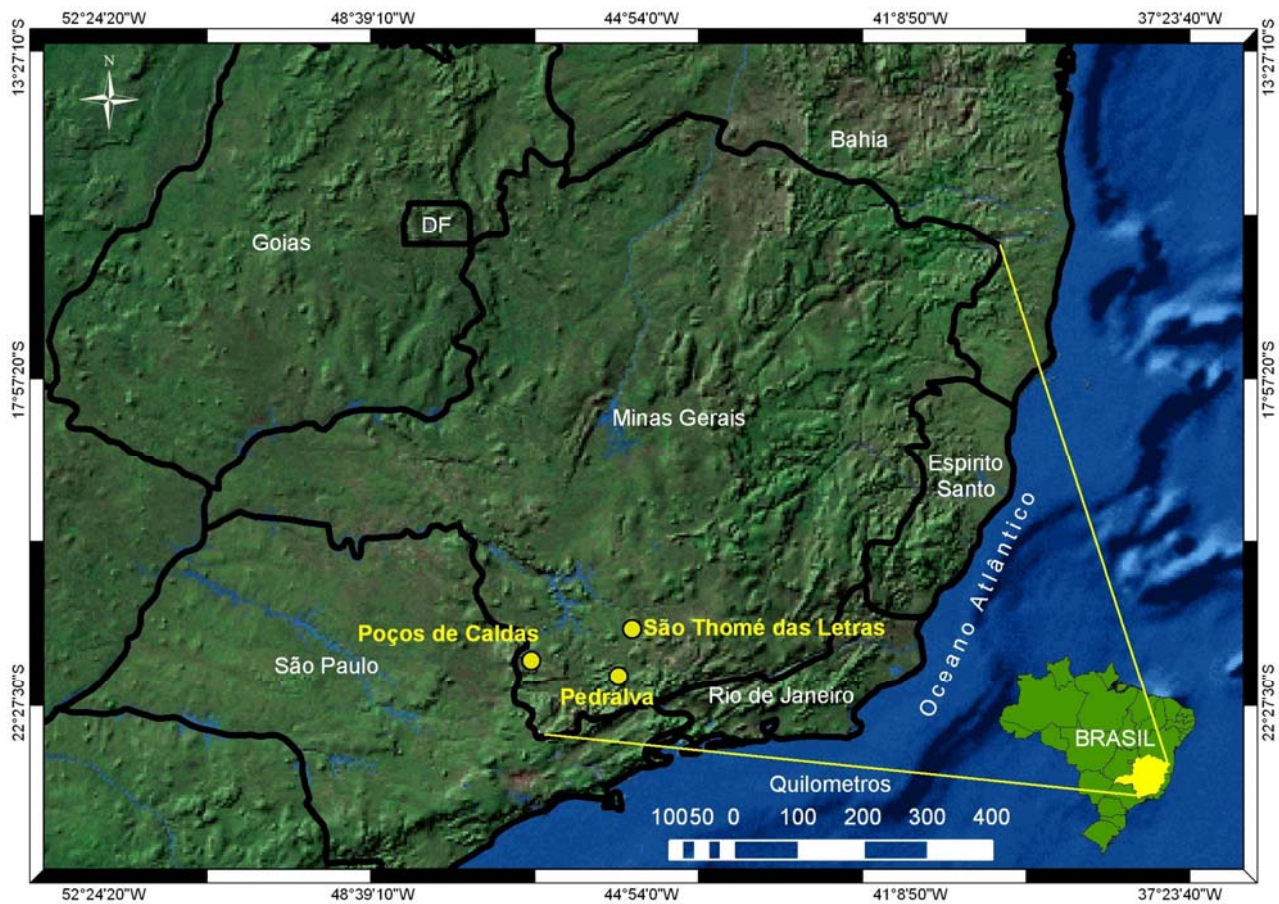 52°24'20"W 48°39'10"W 44°54'0"W 41°8'50"W 37°23'40"W
13°27'10"S
13°27'10"S
N
Bahia
DF
Goias
17°57'20"S
17°57'20"S
Minas Gerais
Espirito
Santo
Oceano Atlântico
São Thomé das Letras
Poços de Caldas
São Paulo
Pedralva
Rio de Janeiro
22°27'30"S
22°27'30"S
BRASIL
Quilometros
100 50 0 100 200 300 400
52°24'20"W 48°39'10"W 44°54'0"W 41°8'50"W 37°23'40"W